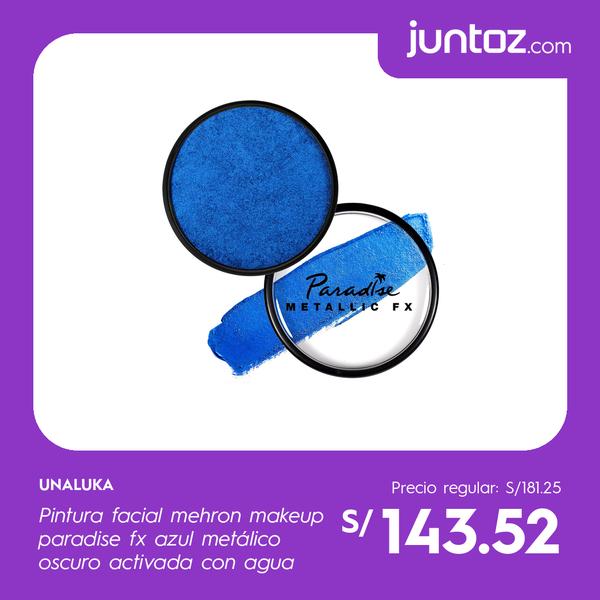 juntoz.com
Paradise
METALLIC FX
UNALUKA
Pintura facial mehron makeup
paradise fx azul metálico
oscuro activada con agua
Precio regular: S/181.25
S/143.52